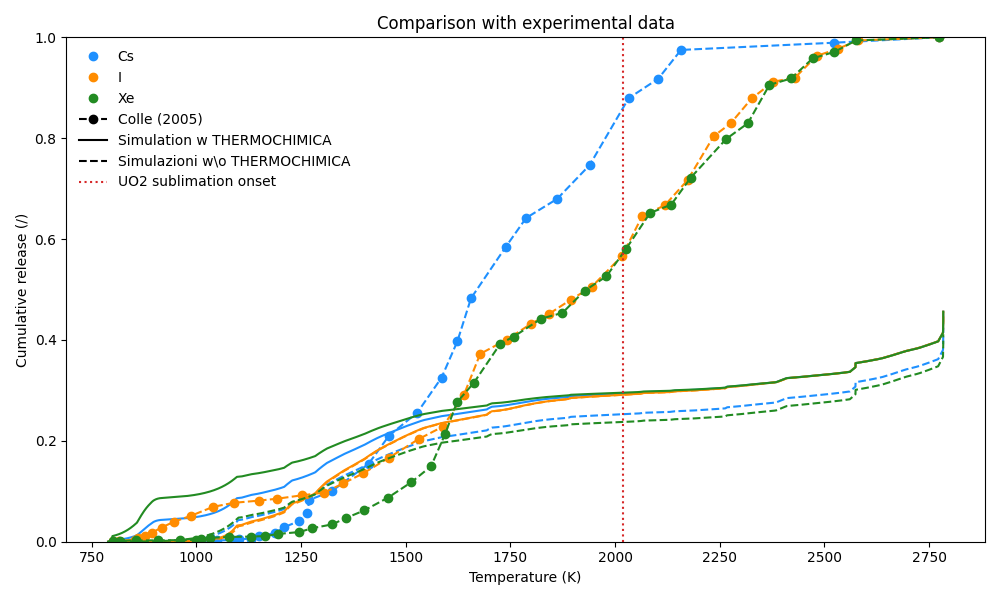 Comparison with experimental data
1.0
0.8
0.6
0.4
0.2
0.0
Cumulative release (/)
Cs
I
Xe
Colle (2005)
Simulation w THERMOCHIMICA
Simulazioni w\o THERMOCHIMICA
UO2 sublimation onset
750 1000 1250 1500 1750 2000 2250 2500 2750
Temperature (K)